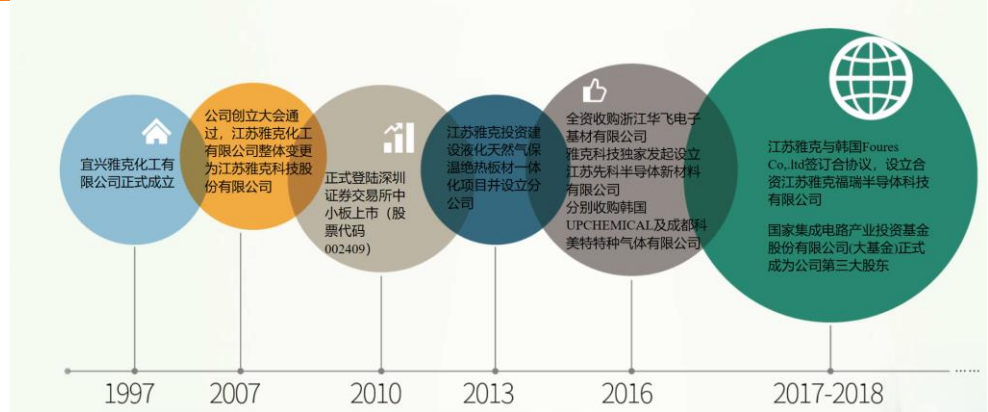 宜兴雅克化工有
限公司正式成立
公司创立大会通
过，江苏雅克化工
有限公司整体变更
为江苏雅克科技股
份有限公司
正式登陆深圳
证券交易所中
小板上市（股
票代码
002409）
江苏雅克投资建
设液化天然气保
温绝热板材一体
化项目并设立分
公司
全资收购浙江华飞电子
基材有限公司
雅克科技独家发起设立
江苏先科半导体新材料
有限公司
分别收购韩国
UPCHEMICAL及成都科
美特特种气体有限公司
江苏雅克与韩国Foures
Co,.ltd签订合协议，设立合
资江苏雅克福瑞半导体科技
有限公司
国家集成电路产业投资基金
股份有限公司(大基金)正式
成为公司第三大股东
1997
2007
2010
2013
2016
2017-2018
……